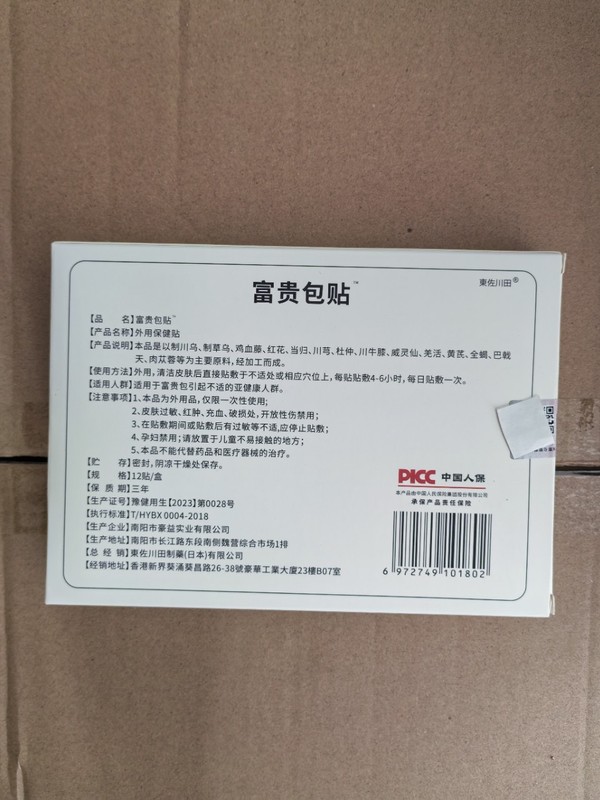 富贵包贴™
東佐川田®
【品 名】富贵包贴™
【产品名称】外用保健贴
【产品说明】本品是以制川乌、制草乌、鸡血藤、红花、当归、川芎、杜仲、川牛膝、威灵仙、羌活、黄芪、全蝎、巴戟
天、肉苁蓉等为主要原料,经加工而成。
【使用方法】外用,清洁皮肤后直接贴敷于不适处或相应穴位上,每贴贴敷4-6小时,每日贴敷一次。
【适用人群】适用于富贵包引起不适的亚健康人群。
【注意事项】1、本品为外用品,仅限一次性使用;
2、皮肤过敏、红肿、充血、破损处,开放性伤禁用;
3、在贴敷期间或贴敷后有过敏等不适,应停止贴敷;
4、孕妇禁用;请放置于儿童不易接触的地方;
5、本品不能代替药品和医疗器械的治疗。
【贮 存】密封,阴凉干燥处保存。
【规 格】12贴/盒
【保 质 期】三年
【生产证号】豫健用生【2023】第0028号
【执行标准】T/HYBX 0004-2018
【生产企业】南阳市豪益实业有限公司
【生产地址】南阳市长江路东段南侧魏营综合市场1排
【总 经 销】東佐川田制藥(日本)有限公司
【经销地址】香港新界葵涌葵昌路26-38號豪華工業大廈23樓B07室
PICC 中国人保
本产品由中国人民保险集团股份有限公司
承保产品责任保险
6 972749 101802